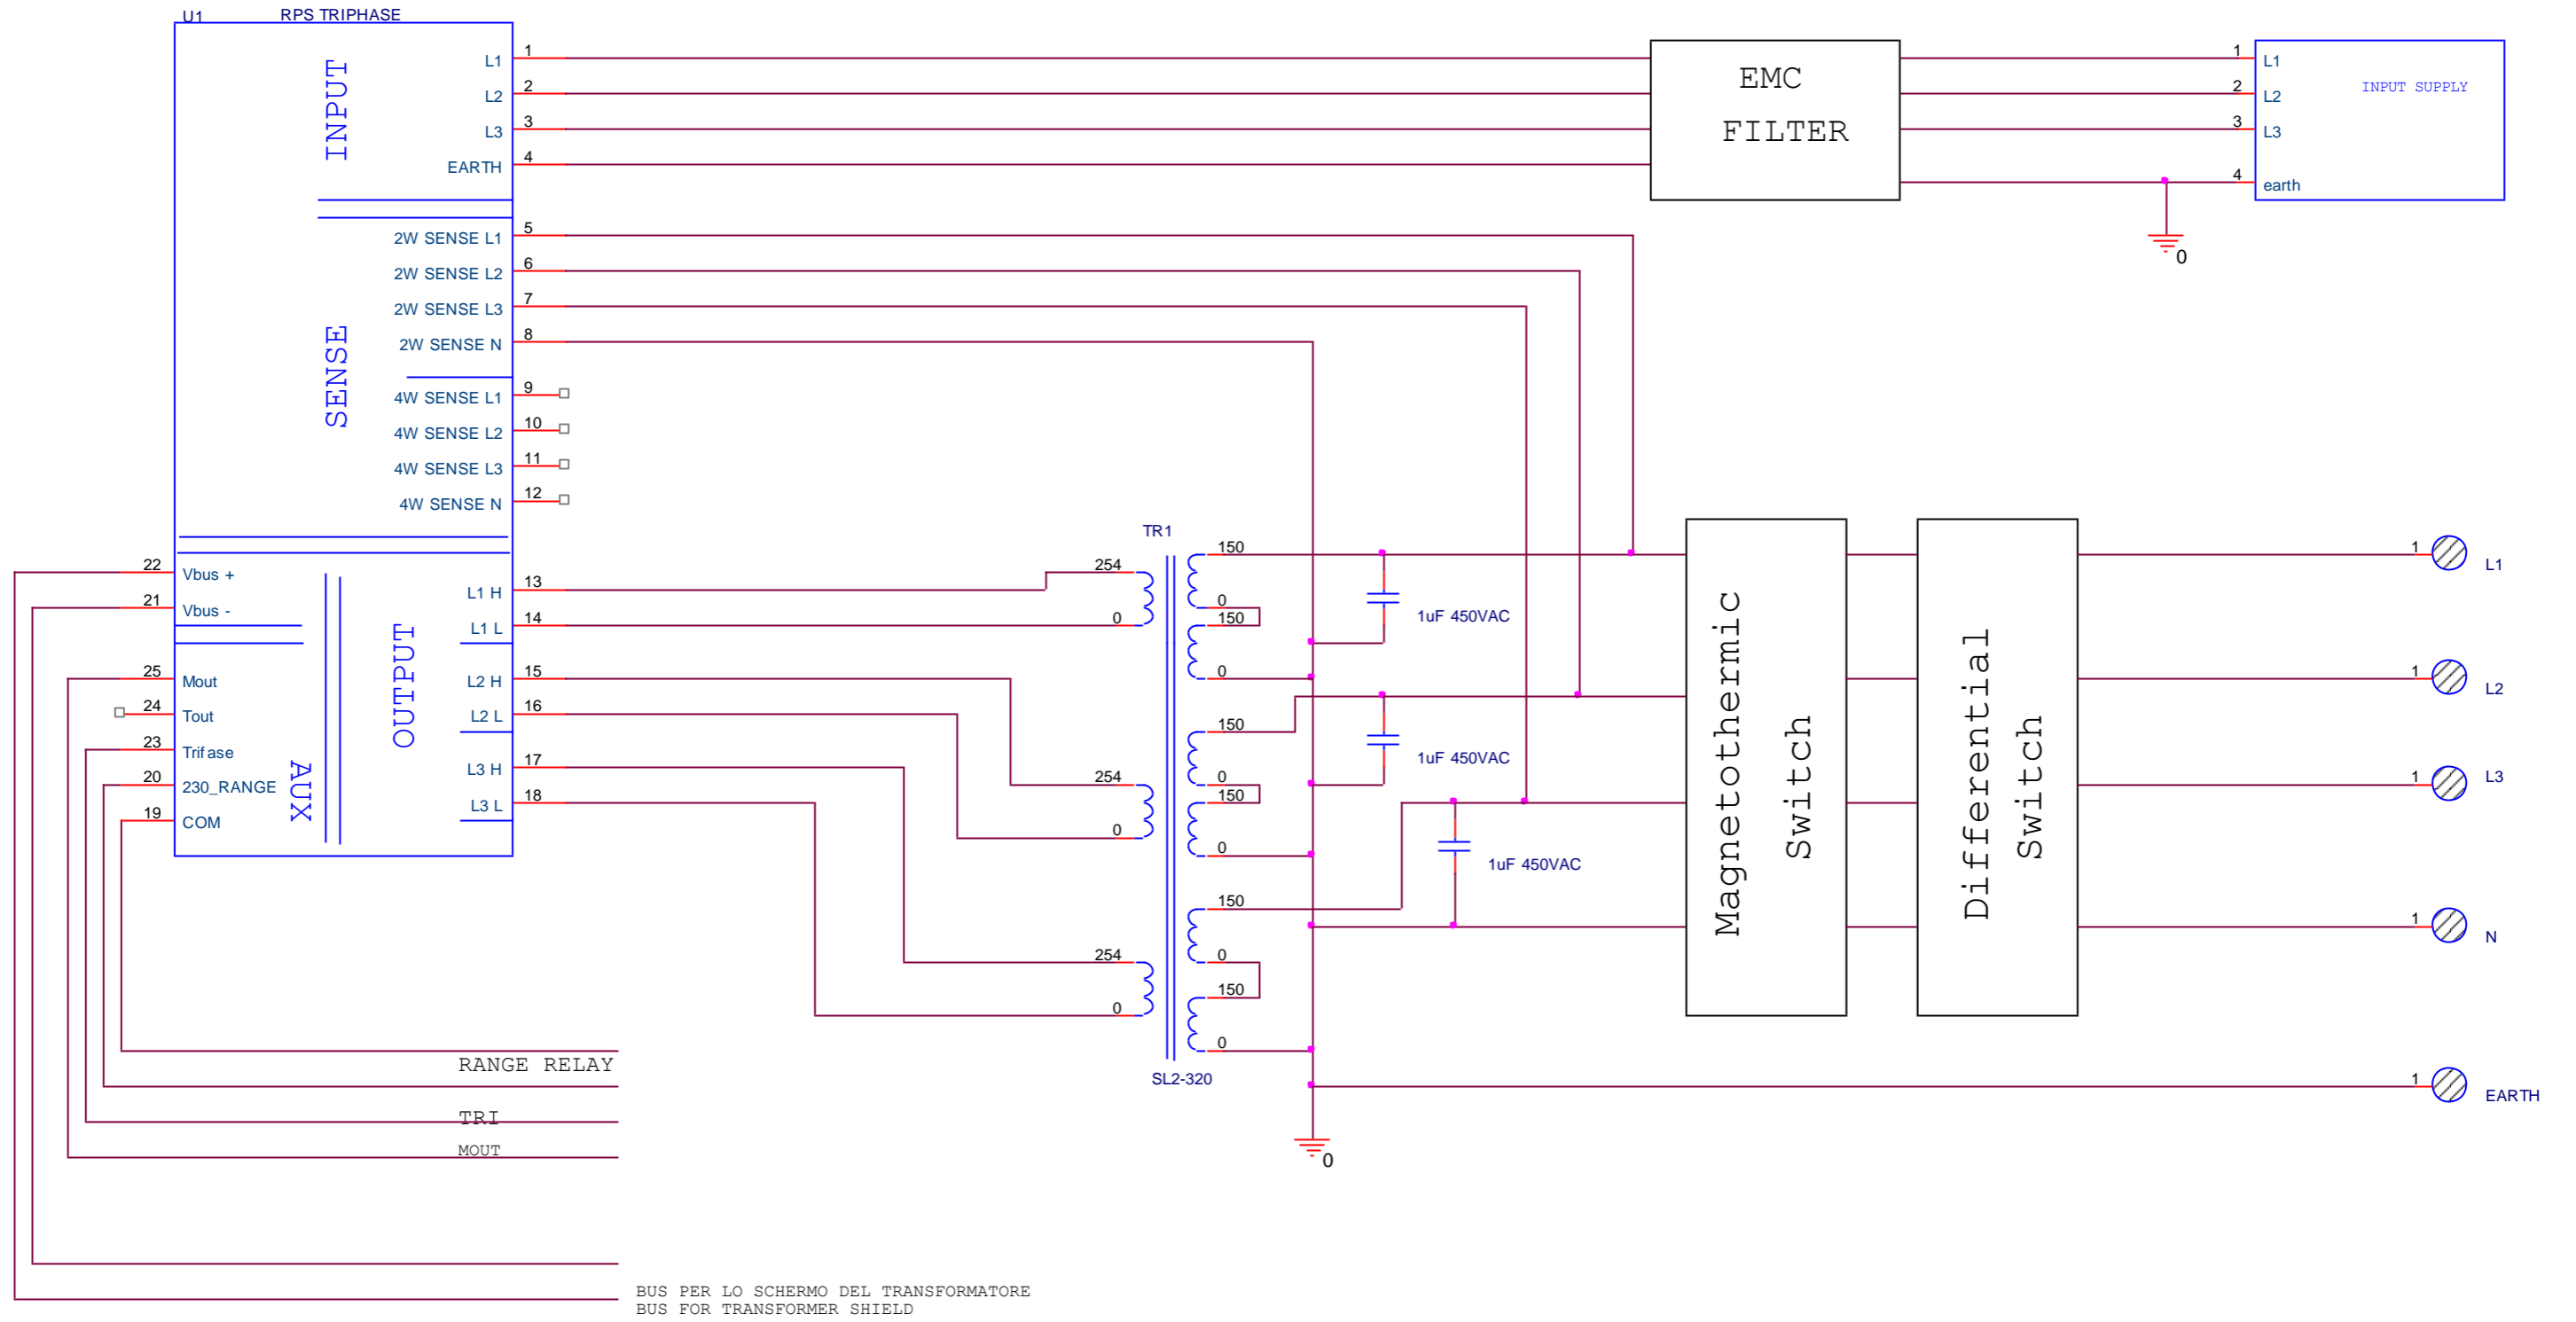 U1
RPS TRIPHASE
INPUT
L1 1
L2 2
L3 3
EARTH 4
SENSE
2W SENSE L1 5
2W SENSE L2 6
2W SENSE L3 7
2W SENSE N 8
4W SENSE L1 9
4W SENSE L2 10
4W SENSE L3 11
4W SENSE N 12
OUTPUT
L1 H 13
L1 L 14
L2 H 15
L2 L 16
L3 H 17
L3 L 18
22 Vbus +
21 Vbus -
AUX
25 Mout
24 Tout
23 Trifase
20 230_RANGE
19 COM
EMC
FILTER
1 L1
2 L2
3 L3
4 earth
INPUT SUPPLY
0
TR1
254
0
254
0
254
0
150
0
150
0
150
0
150
0
150
0
150
0
SL2-320
1uF 450VAC
1uF 450VAC
1uF 450VAC
0
Magnetothermic
Switch
Differential
Switch
1 L1
1 L2
1 L3
1 N
1 EARTH
RANGE RELAY
TRI
MOUT
BUS PER LO SCHERMO DEL TRANSFORMATORE
BUS FOR TRANSFORMER SHIELD